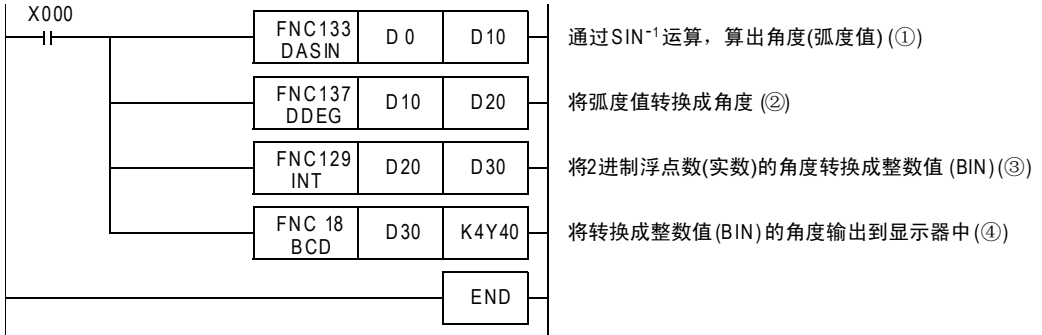 X000
FNC133 DASIN D0 D10 通过SIN⁻¹运算，算出角度(弧度值)(①)
FNC137 DDEG D10 D20 将弧度值转换成角度 (②)
FNC129 INT D20 D30 将2进制浮点数(实数)的角度转换成整数值 (BIN)(③)
FNC 18 BCD D30 K4Y40 将转换成整数值(BIN)的角度输出到显示器中(④)
END